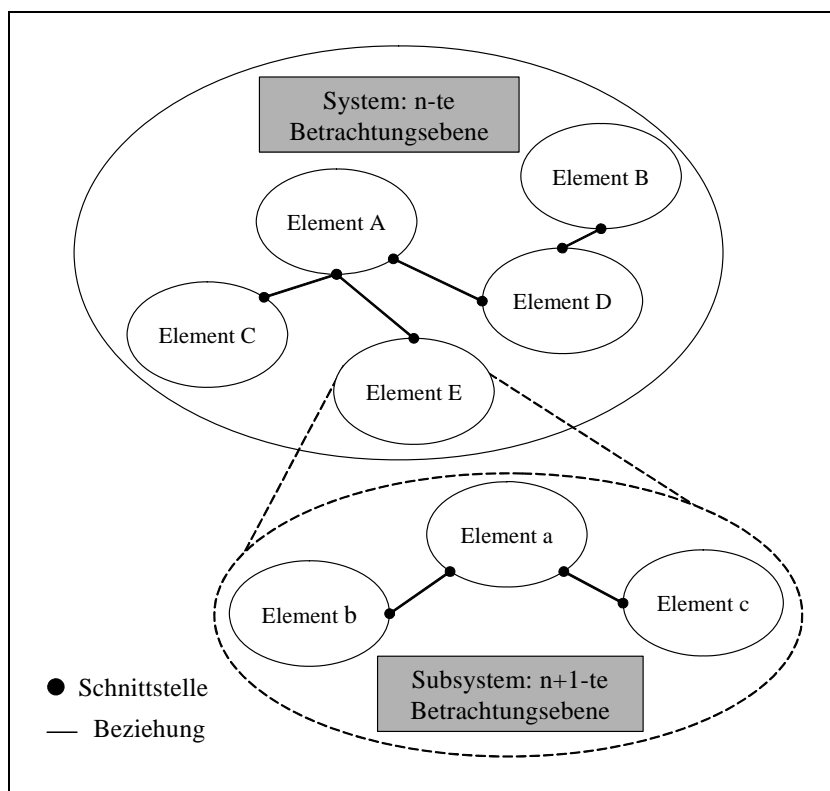 System: n-te
Betrachtungsebene
Element B
Element A
Element D
Element C
Element E
Element a
Element b
Element c
Subsystem: n+1-te
Betrachtungsebene
Schnittstelle
Beziehung